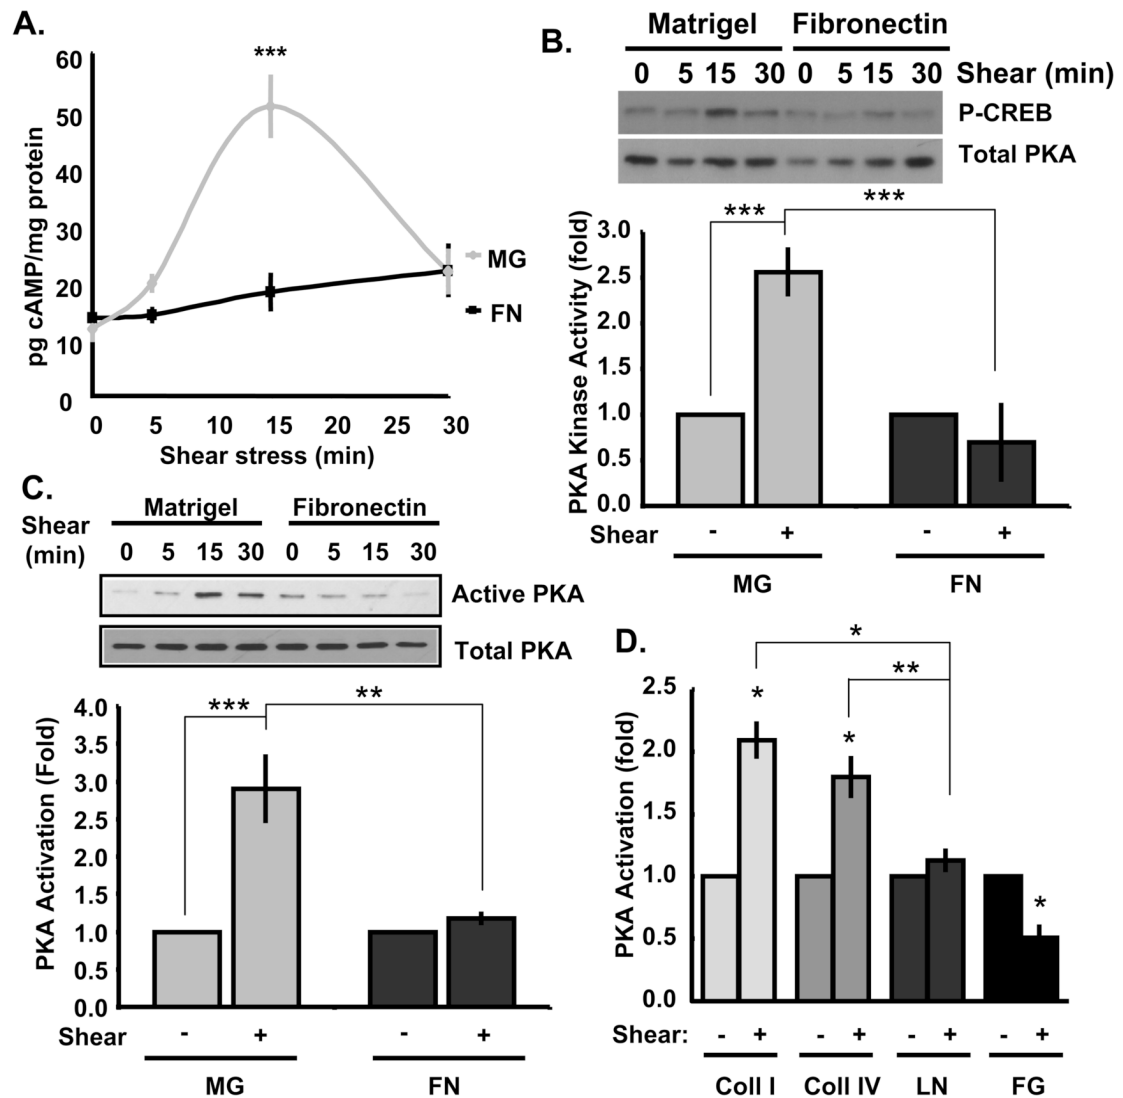 A.
***
60
50
40
30
20
10
0
pg cAMP/mg protein
0 5 10 15 20 25 30
Shear stress (min)
MG
FN
B.
Matrigel Fibronectin
0 5 15 30 0 5 15 30 Shear (min)
P-CREB
Total PKA
*** ***
3.0
2.5
2.0
1.5
1.0
0.5
0.0
PKA Kinase Activity (fold)
Shear - + - +
MG FN
C.
Matrigel Fibronectin
Shear
(min) 0 5 15 30 0 5 15 30
Active PKA
Total PKA
*** **
4.0
3.5
3.0
2.5
2.0
1.5
1.0
0.5
0.0
PKA Activation (Fold)
Shear - + - +
MG FN
D.
*
**
* * *
2.5
2.0
1.5
1.0
0.5
0.0
PKA Activation (fold)
Shear: - + - + - + - +
Coll I Coll IV LN FG